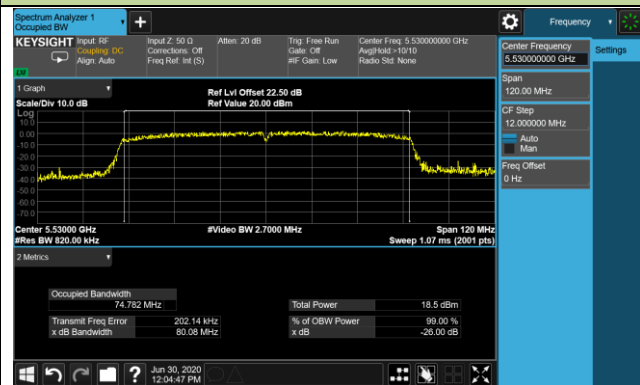 Spectrum Analyzer 1
Occupied BW
+
Frequency
KEYSIGHT
Input: RF
Coupling: DC
Align: Auto
Input Z: 50 Ω
Corrections: Off
Freq Ref: Int (S)
Atten: 20 dB
Trig: Free Run
Gate: Off
#IF Gain: Low
Center Freq: 5.530000000 GHz
Avg|Hold:>10/10
Radio Std: None
LXI
Center Frequency
5.530000000 GHz
Settings
Span
120.00 MHz
CF Step
12.000000 MHz
Auto
Man
Freq Offset
0 Hz
1 Graph
Scale/Div 10.0 dB
Ref Lvl Offset 22.50 dB
Ref Value 20.00 dBm
Log
10.0
0.00
-10.0
-20.0
-30.0
-40.0
-50.0
-60.0
-70.0
Center 5.53000 GHz
#Res BW 820.00 kHz
#Video BW 2.7000 MHz
Span 120 MHz
Sweep 1.07 ms (2001 pts)
2 Metrics
Occupied Bandwidth
74.782 MHz
Total Power 18.5 dBm
Transmit Freq Error 202.14 kHz
% of OBW Power 99.00 %
x dB Bandwidth 80.08 MHz
x dB -26.00 dB
?
Jun 30, 2020
12:04:47 PM